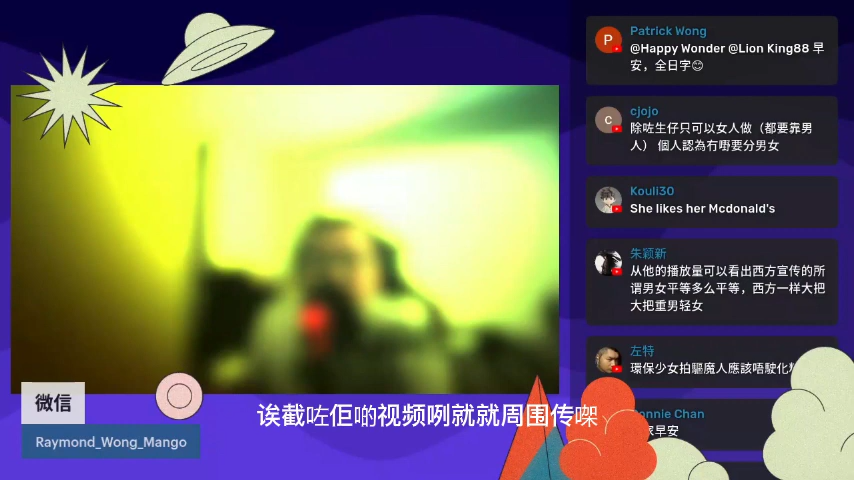 Patrick Wong
@Happy Wonder @Lion King88 早
安，全日字😊
cjojo
除咗生仔只可以女人做（都要靠男
人） 個人認為冇嘢要分男女
Kouli30
She likes her Mcdonald's
朱颖新
从他的播放量可以看出西方宣传的所
谓男女平等多么平等，西方一样大把
大把重男轻女
左特
環保少女拍驅魔人應該唔駛化
onnie Chan
家早安
微信
Raymond_Wong_Mango
诶截咗佢啲视频咧就就周围传㗎